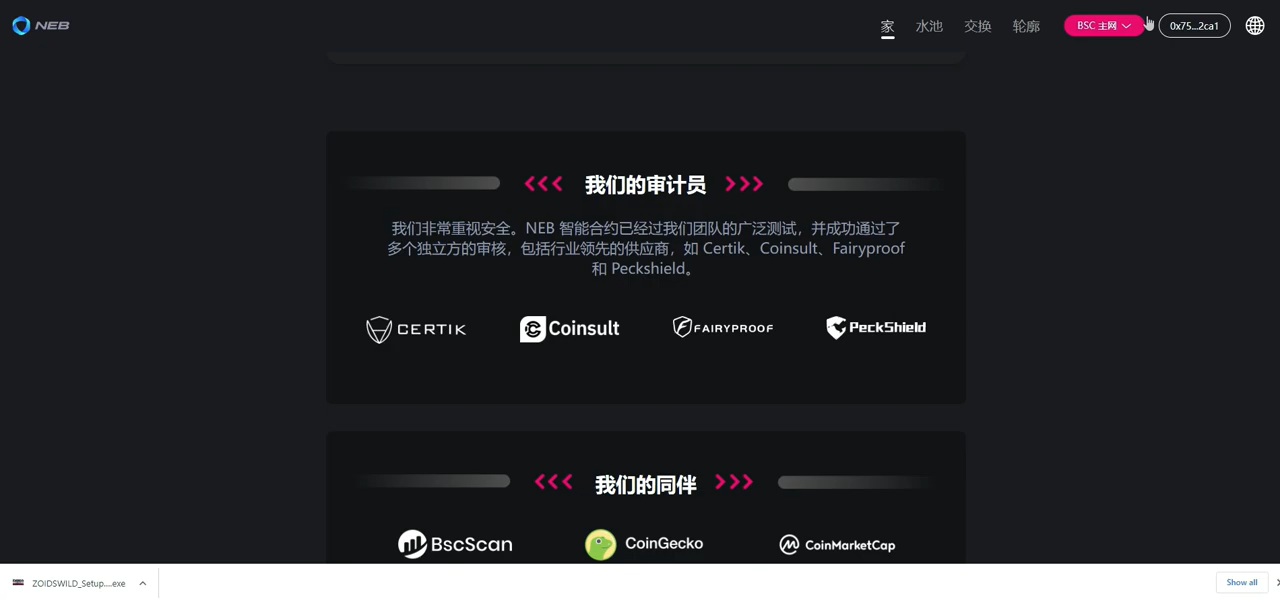 NEB
家 水池 交换 轮廓 BSC 主网 0x75...2ca1
我们的审计员
我们非常重视安全。NEB 智能合约已经过我们团队的广泛测试，并成功通过了
多个独立方的审核，包括行业领先的供应商，如 Certik、Coinsult、Fairyproof
和 Peckshield。
CERTIK Coinsult FAIRYPROOF PeckShield
我们的同伴
BscScan CoinGecko CoinMarketCap
ZOIDSWILD_Setup....exe Show all